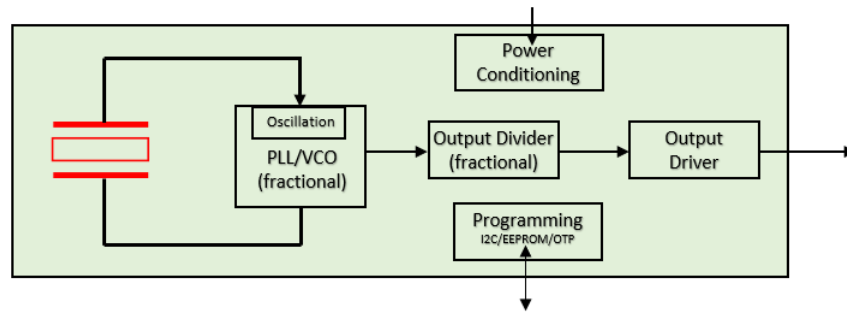 Power
Conditioning
Oscillation
PLL/VCO
(fractional)
Output Divider
(fractional)
Output
Driver
Programming
I2C/EEPROM/OTP